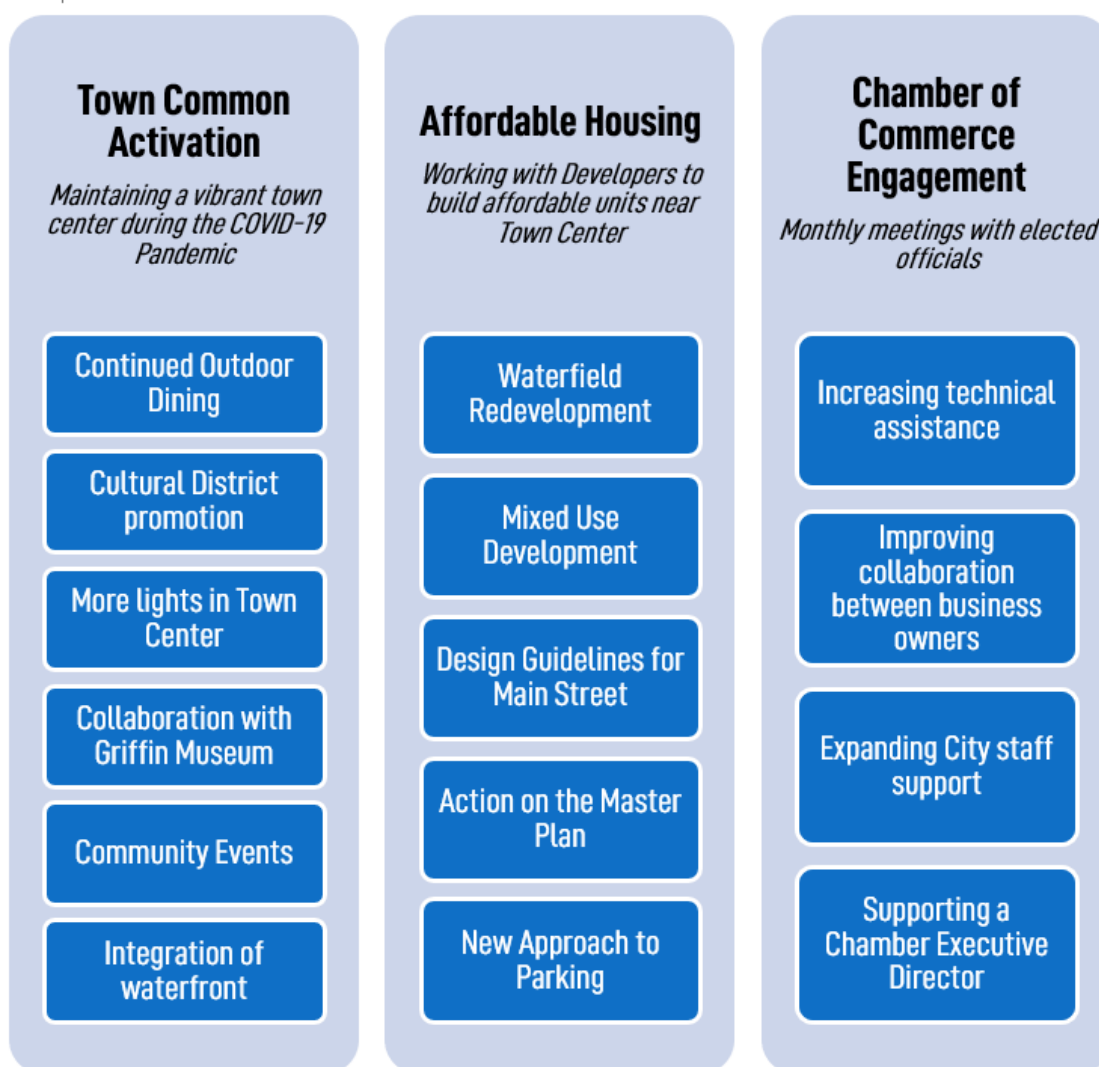 Town Common
Activation
Maintaining a vibrant town
center during the COVID-19
Pandemic
Continued Outdoor
Dining
Cultural District
promotion
More lights in Town
Center
Collaboration with
Griffin Museum
Community Events
Integration of
waterfront
Affordable Housing
Working with Developers to
build affordable units near
Town Center
Waterfield
Redevelopment
Mixed Use
Development
Design Guidelines for
Main Street
Action on the Master
Plan
New Approach to
Parking
Chamber of
Commerce
Engagement
Monthly meetings with elected
officials
Increasing technical
assistance
Improving
collaboration
between business
owners
Expanding City staff
support
Supporting a
Chamber Executive
Director